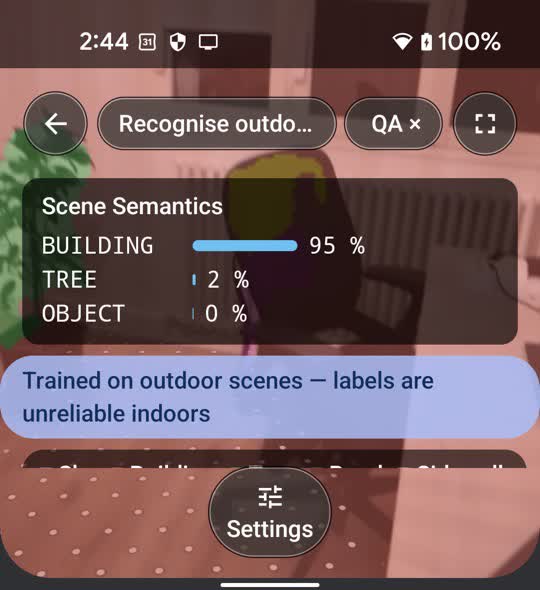 2:44
31
100%
Recognise outdo…
QA ×
Scene Semantics
BUILDING 95 %
TREE 2 %
OBJECT 0 %
Trained on outdoor scenes — labels are
unreliable indoors
Settings